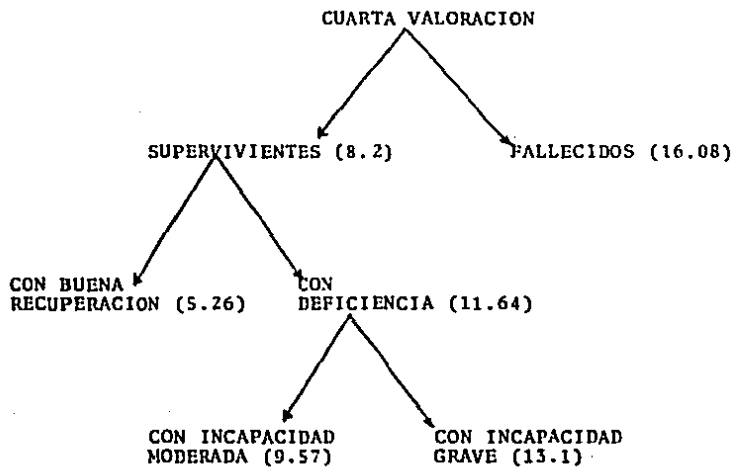 CUARTA VALORACION
SUPERVIVIENTES (8.2)
FALLECIDOS (16.08)
CON BUENA
RECUPERACION (5.26)
CON
DEFICIENCIA (11.64)
CON INCAPACIDAD
MODERADA (9.57)
CON INCAPACIDAD
GRAVE (13.1)